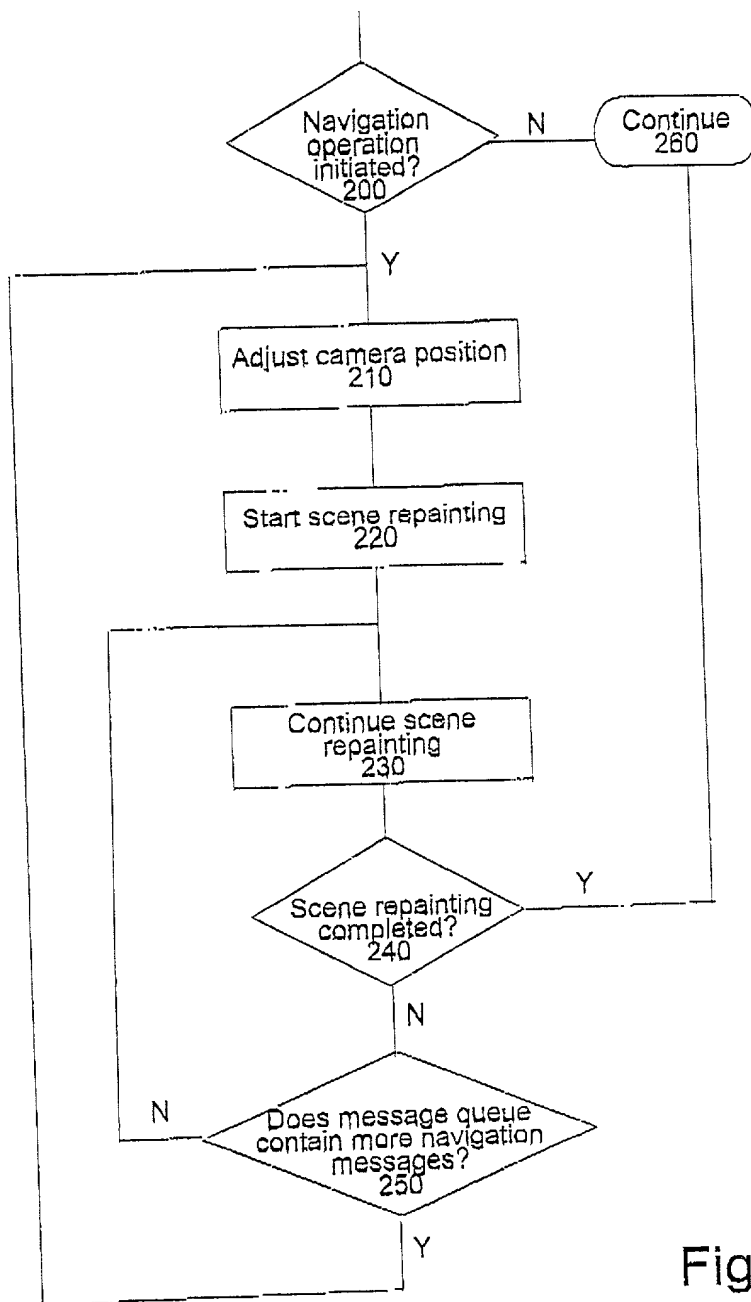 Navigation
operation
initiated?
200
N
Continue
260
Y
Adjust camera position
210
Start scene repainting
220
Continue scene
repainting
230
Scene repainting
completed?
240
Y
N
Does message queue
contain more navigation
messages?
250
N
Y
Fig